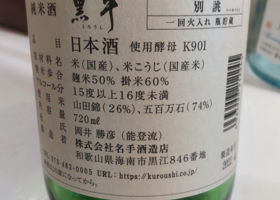 純米酒
黒牛
別誂
一回火入れ 瓶貯蔵
日本酒 使用酵母 K901
米(国産)、米こうじ(国産米)
麹米50% 掛米60%
15度以上16度未満
山田錦(26%)、五百万石(74%)
720㎖
岡井 勝彦(能登流)
株式会社名手酒造店
和歌山県海南市黒江846番地
073-482-0005 URL:https://kuroushi.co.jp